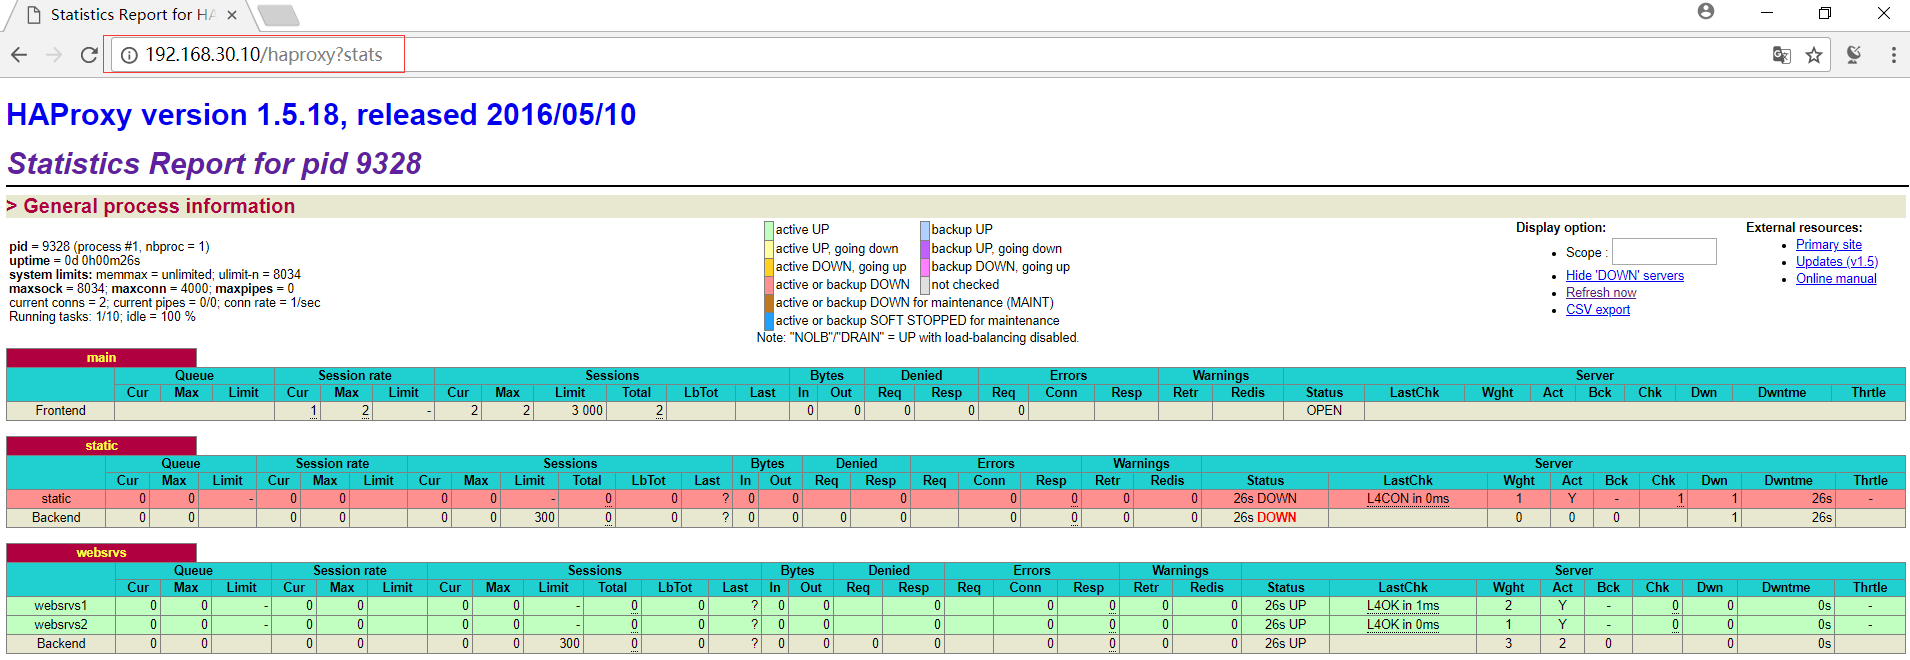 Statistics Report for HA
192.168.30.10/haproxy?stats
HAProxy version 1.5.18, released 2016/05/10
Statistics Report for pid 9328
> General process information
pid = 9328 (process #1, nbproc = 1)
uptime = 0d 0h00m26s
system limits: memmax = unlimited; ulimit-n = 8034
maxsock = 8034; maxconn = 4000; maxpipes = 0
current conns = 2; current pipes = 0/0; conn rate = 1/sec
Running tasks: 1/10; idle = 100 %
active UP backup UP
active UP, going down backup UP, going down
active DOWN, going up backup DOWN, going up
active or backup DOWN not checked
active or backup DOWN for maintenance (MAINT)
active or backup SOFT STOPPED for maintenance
Note: "NOLB"/"DRAIN" = UP with load-balancing disabled.
Display option:
• Scope :
• Hide 'DOWN' servers
• Refresh now
• CSV export
External resources:
• Primary site
• Updates (v1.5)
• Online manual
main
Queue Session rate Sessions Bytes Denied Errors Warnings Server
Cur Max Limit Cur Max Limit Cur Max Limit Total LbTot Last In Out Req Resp Req Conn Resp Retr Redis Status LastChk Wght Act Bck Chk Dwn Dwntme Thrtle
Frontend 1 2 - 2 2 3 000 2 0 0 0 0 0 OPEN
static
Queue Session rate Sessions Bytes Denied Errors Warnings Server
Cur Max Limit Cur Max Limit Cur Max Limit Total LbTot Last In Out Req Resp Req Conn Resp Retr Redis Status LastChk Wght Act Bck Chk Dwn Dwntme Thrtle
static 0 0 - 0 0 0 0 - 0 0 ? 0 0 0 0 0 0 0 26s DOWN L4CON in 0ms 1 Y - 1 1 26s -
Backend 0 0 0 0 0 0 300 0 0 ? 0 0 0 0 0 0 0 0 26s DOWN 0 0 0 1 26s
websrvs
Queue Session rate Sessions Bytes Denied Errors Warnings Server
Cur Max Limit Cur Max Limit Cur Max Limit Total LbTot Last In Out Req Resp Req Conn Resp Retr Redis Status LastChk Wght Act Bck Chk Dwn Dwntme Thrtle
websrvs1 0 0 - 0 0 0 0 - 0 0 ? 0 0 0 0 0 0 0 26s UP L4OK in 1ms 2 Y - 0 0 0s -
websrvs2 0 0 - 0 0 0 0 - 0 0 ? 0 0 0 0 0 0 0 26s UP L4OK in 0ms 1 Y - 0 0 0s -
Backend 0 0 0 0 0 0 300 0 0 ? 0 0 0 0 0 0 0 0 26s UP 3 2 0 0 0s